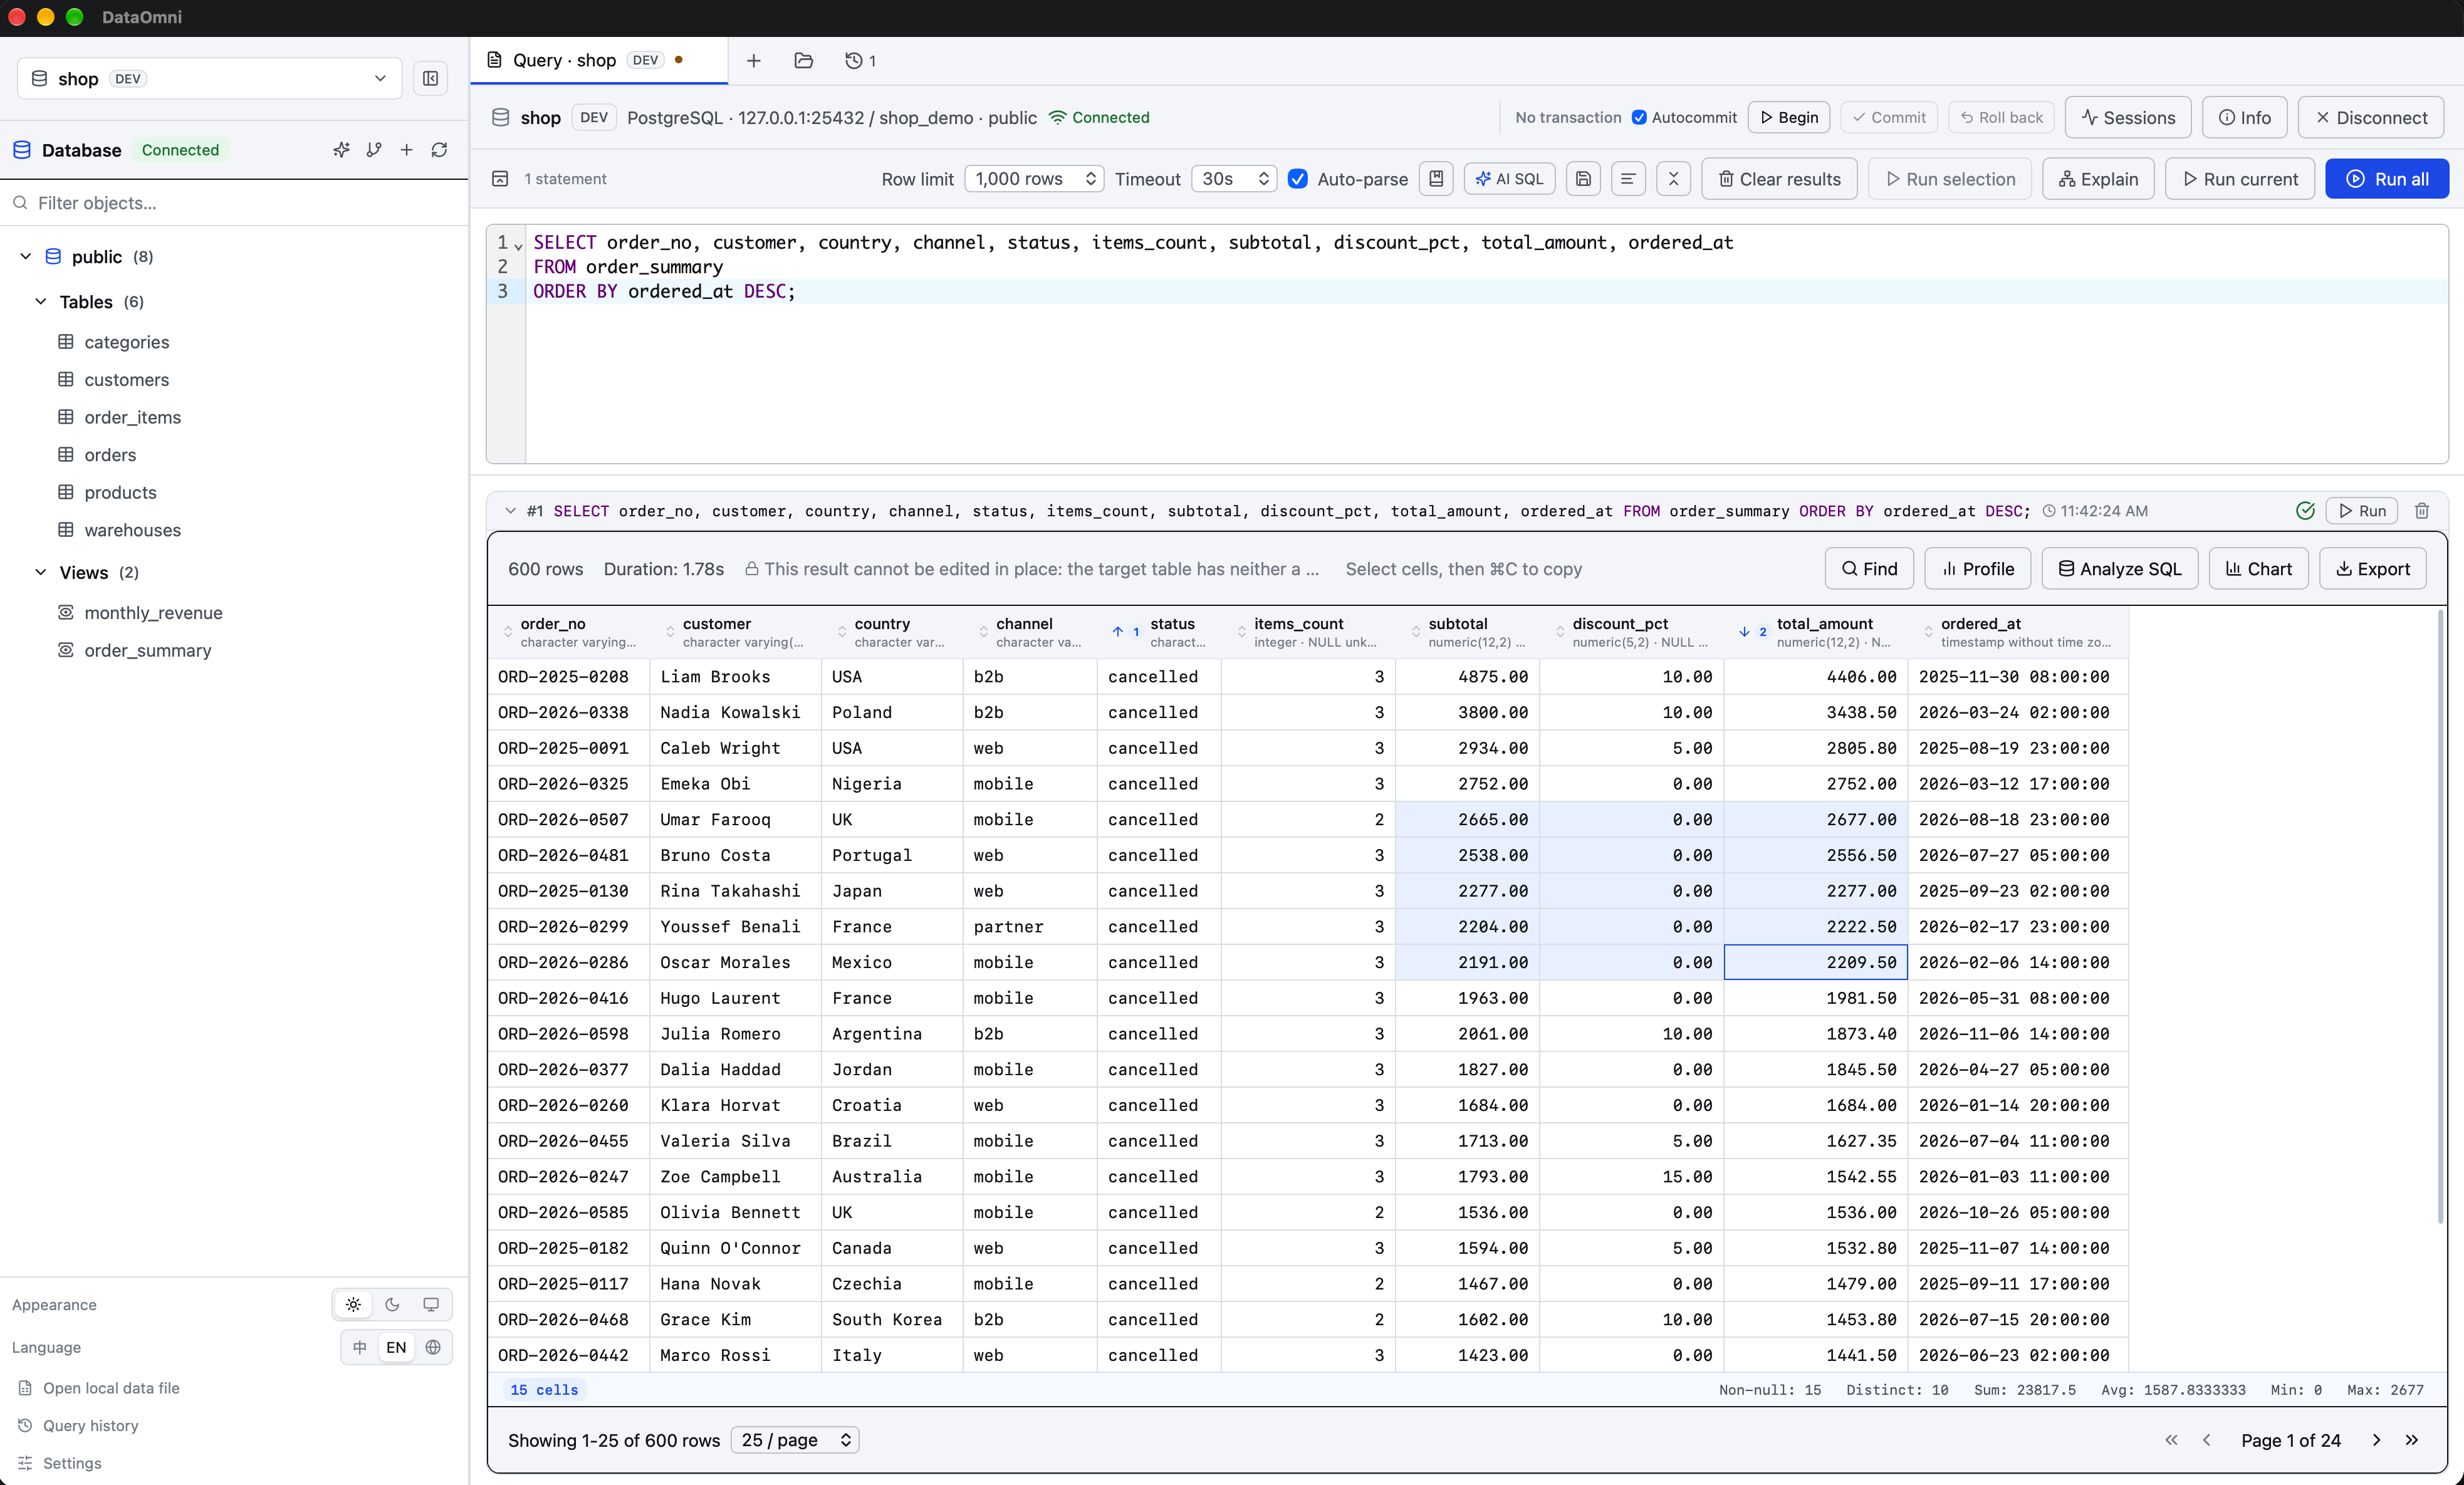 DataOmni
shop DEV
Database Connected
Filter objects...
public (8)
Tables (6)
categories
customers
order_items
orders
products
warehouses
Views (2)
monthly_revenue
order_summary
Appearance
Language 中 EN
Open local data file
Query history
Settings
Query · shop DEV 1
shop DEV PostgreSQL · 127.0.0.1:25432 / shop_demo · public Connected No transaction Autocommit Begin Commit Roll back Sessions Info Disconnect
1 statement Row limit 1,000 rows Timeout 30s Auto-parse AI SQL Clear results Run selection Explain Run current Run all
1 SELECT order_no, customer, country, channel, status, items_count, subtotal, discount_pct, total_amount, ordered_at
2 FROM order_summary
3 ORDER BY ordered_at DESC;
#1 SELECT order_no, customer, country, channel, status, items_count, subtotal, discount_pct, total_amount, ordered_at FROM order_summary ORDER BY ordered_at DESC; 11:42:24 AM Run
600 rows Duration: 1.78s This result cannot be edited in place: the target table has neither a ... Select cells, then ⌘C to copy Find Profile Analyze SQL Chart Export
order_no customer country channel 1 status items_count subtotal discount_pct 2 total_amount ordered_at
character varying... character varying(... character var... character va... charact... integer · NULL unk... numeric(12,2) ... numeric(5,2) · NULL ... numeric(12,2) · N... timestamp without time zo...
ORD-2025-0208 Liam Brooks USA b2b cancelled 3 4875.00 10.00 4406.00 2025-11-30 08:00:00
ORD-2026-0338 Nadia Kowalski Poland b2b cancelled 3 3800.00 10.00 3438.50 2026-03-24 02:00:00
ORD-2025-0091 Caleb Wright USA web cancelled 3 2934.00 5.00 2805.80 2025-08-19 23:00:00
ORD-2026-0325 Emeka Obi Nigeria mobile cancelled 3 2752.00 0.00 2752.00 2026-03-12 17:00:00
ORD-2026-0507 Umar Farooq UK mobile cancelled 2 2665.00 0.00 2677.00 2026-08-18 23:00:00
ORD-2026-0481 Bruno Costa Portugal web cancelled 3 2538.00 0.00 2556.50 2026-07-27 05:00:00
ORD-2025-0130 Rina Takahashi Japan web cancelled 3 2277.00 0.00 2277.00 2025-09-23 02:00:00
ORD-2026-0299 Youssef Benali France partner cancelled 3 2204.00 0.00 2222.50 2026-02-17 23:00:00
ORD-2026-0286 Oscar Morales Mexico mobile cancelled 3 2191.00 0.00 2209.50 2026-02-06 14:00:00
ORD-2026-0416 Hugo Laurent France mobile cancelled 3 1963.00 0.00 1981.50 2026-05-31 08:00:00
ORD-2026-0598 Julia Romero Argentina b2b cancelled 3 2061.00 10.00 1873.40 2026-11-06 14:00:00
ORD-2026-0377 Dalia Haddad Jordan mobile cancelled 3 1827.00 0.00 1845.50 2026-04-27 05:00:00
ORD-2026-0260 Klara Horvat Croatia web cancelled 3 1684.00 0.00 1684.00 2026-01-14 20:00:00
ORD-2026-0455 Valeria Silva Brazil mobile cancelled 3 1713.00 5.00 1627.35 2026-07-04 11:00:00
ORD-2026-0247 Zoe Campbell Australia mobile cancelled 3 1793.00 15.00 1542.55 2026-01-03 11:00:00
ORD-2026-0585 Olivia Bennett UK mobile cancelled 2 1536.00 0.00 1536.00 2026-10-26 05:00:00
ORD-2025-0182 Quinn O'Connor Canada web cancelled 3 1594.00 5.00 1532.80 2025-11-07 14:00:00
ORD-2025-0117 Hana Novak Czechia mobile cancelled 2 1467.00 0.00 1479.00 2025-09-11 17:00:00
ORD-2026-0468 Grace Kim South Korea b2b cancelled 2 1602.00 10.00 1453.80 2026-07-15 20:00:00
ORD-2026-0442 Marco Rossi Italy web cancelled 3 1423.00 0.00 1441.50 2026-06-23 02:00:00
15 cells Non-null: 15 Distinct: 10 Sum: 23817.5 Avg: 1587.8333333 Min: 0 Max: 2677
Showing 1-25 of 600 rows 25 / page Page 1 of 24